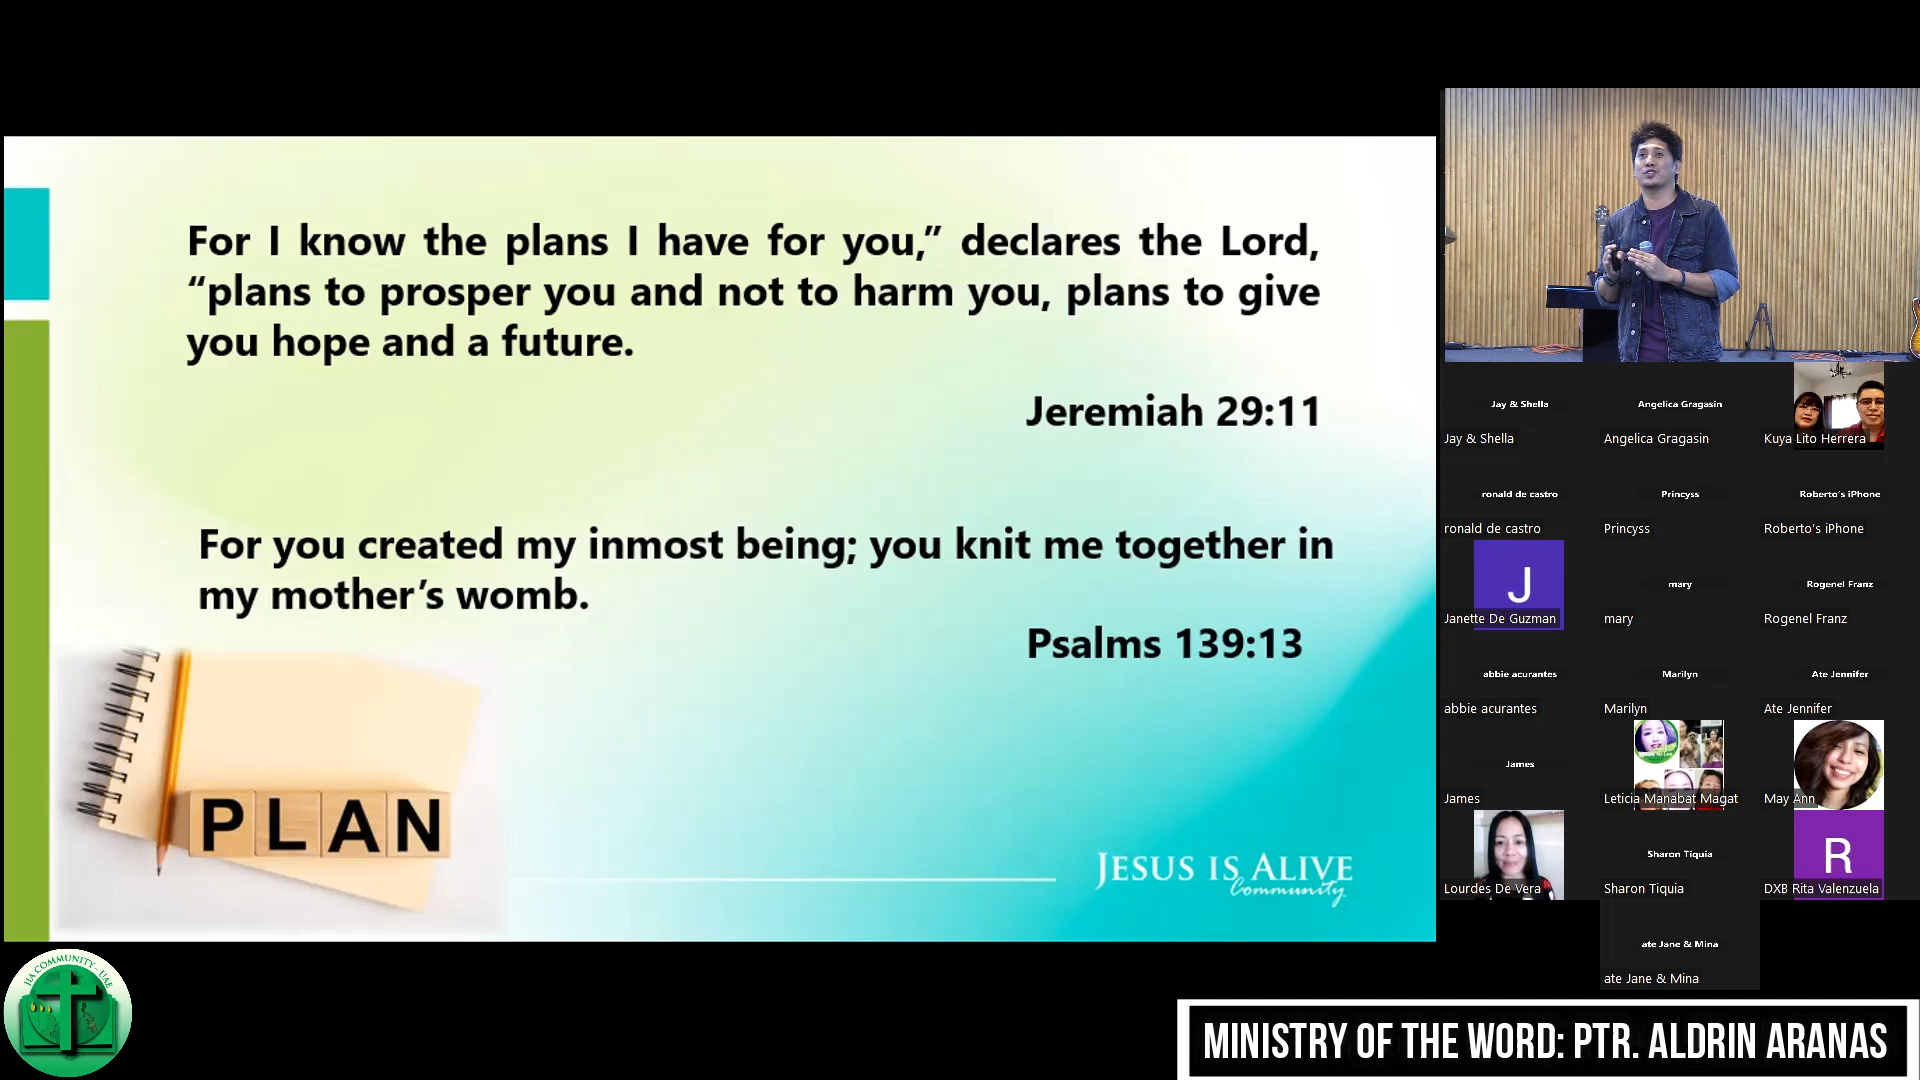 For I know the plans I have for you,” declares the Lord,
“plans to prosper you and not to harm you, plans to give
you hope and a future.
Jeremiah 29:11
For you created my inmost being; you knit me together in
my mother’s womb.
Psalms 139:13
PLAN
JESUS IS ALIVE
Community
JIA COMMUNITY - UAE
Jay & Shella
Jay & Shella
Angelica Gragasin
Angelica Gragasin
Kuya Lito Herrera
ronald de castro
ronald de castro
Princyss
Princyss
Roberto's iPhone
Roberto's iPhone
J
Janette De Guzman
mary
mary
Rogenel Franz
Rogenel Franz
abbie acurantes
abbie acurantes
Marilyn
Marilyn
Ate Jennifer
Ate Jennifer
James
James
Leticia Manabat Magat
May Ann
Lourdes De Vera
Sharon Tiquia
Sharon Tiquia
R
DXB Rita Valenzuela
ate Jane & Mina
ate Jane & Mina
MINISTRY OF THE WORD: PTR. ALDRIN ARANAS